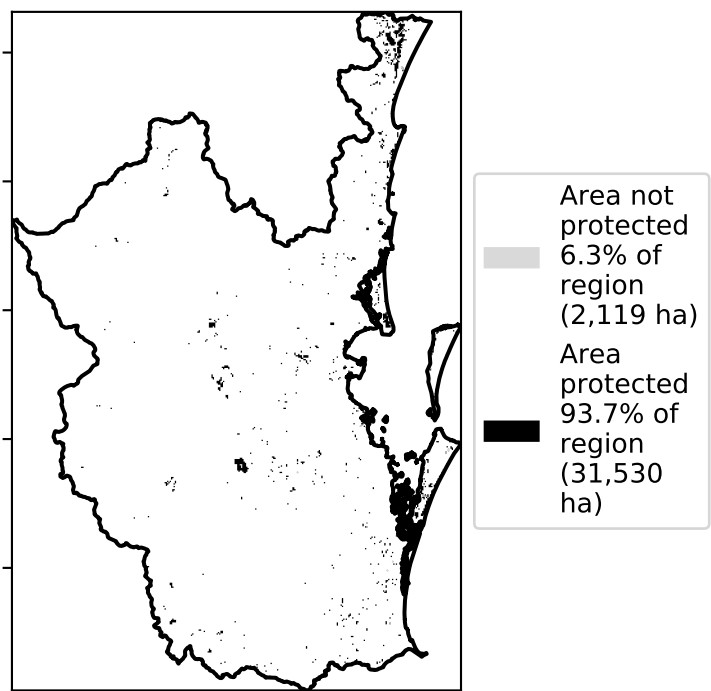 Area not
protected
6.3% of
region
(2,119 ha)
Area
protected
93.7% of
region
(31,530
ha)